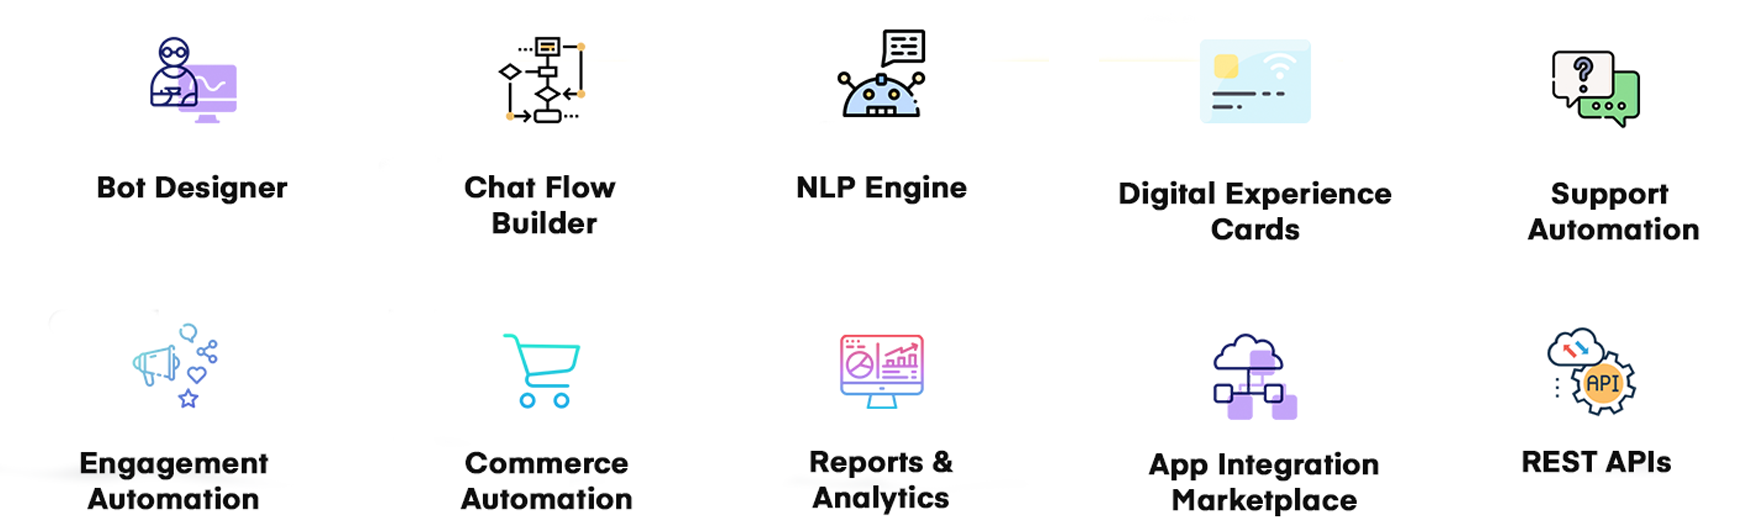 Bot Designer
Chat Flow
Builder
NLP Engine
Digital Experience
Cards
?
Support
Automation
Engagement
Automation
Commerce
Automation
Reports &
Analytics
App Integration
Marketplace
API
REST APIs